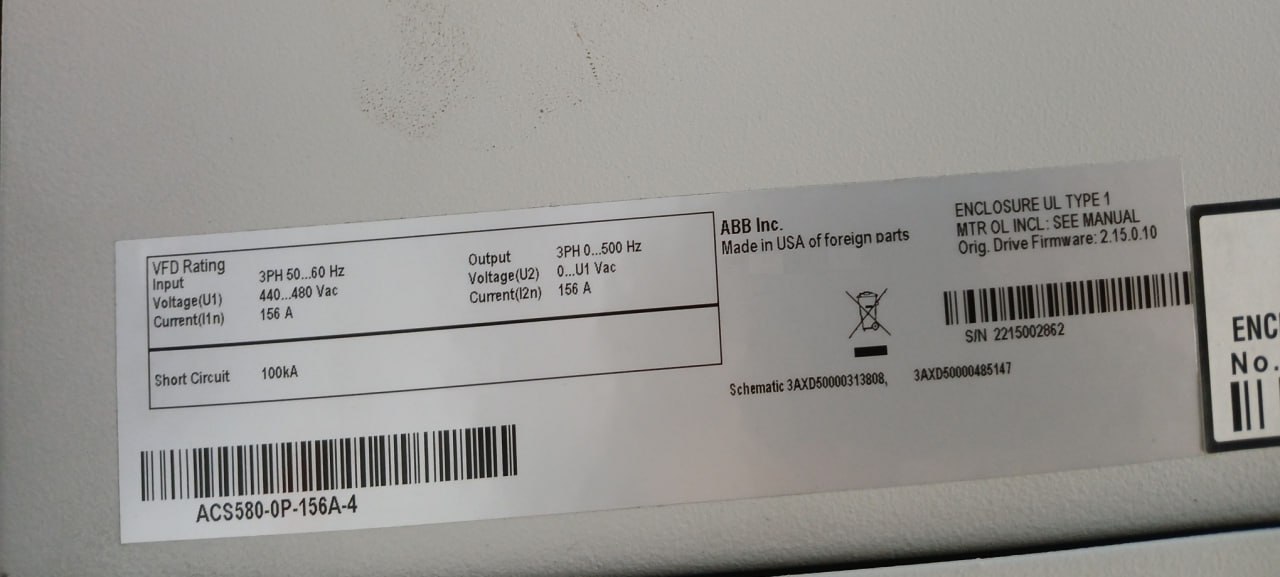 VFD Rating
Input 3PH 50...60 Hz
Voltage(U1) 440...480 Vac
Current(I1n) 156 A
Output 3PH 0...500 Hz
Voltage(U2) 0...U1 Vac
Current(I2n) 156 A
Short Circuit 100kA
ACS580-0P-156A-4
ABB Inc.
Made in USA of foreign parts
ENCLOSURE UL TYPE 1
MTR OL INCL: SEE MANUAL
Orig. Drive Firmware: 2.15.0.10
S/N 2215002862
Schematic 3AXD50000313808, 3AXD50000485147
No.